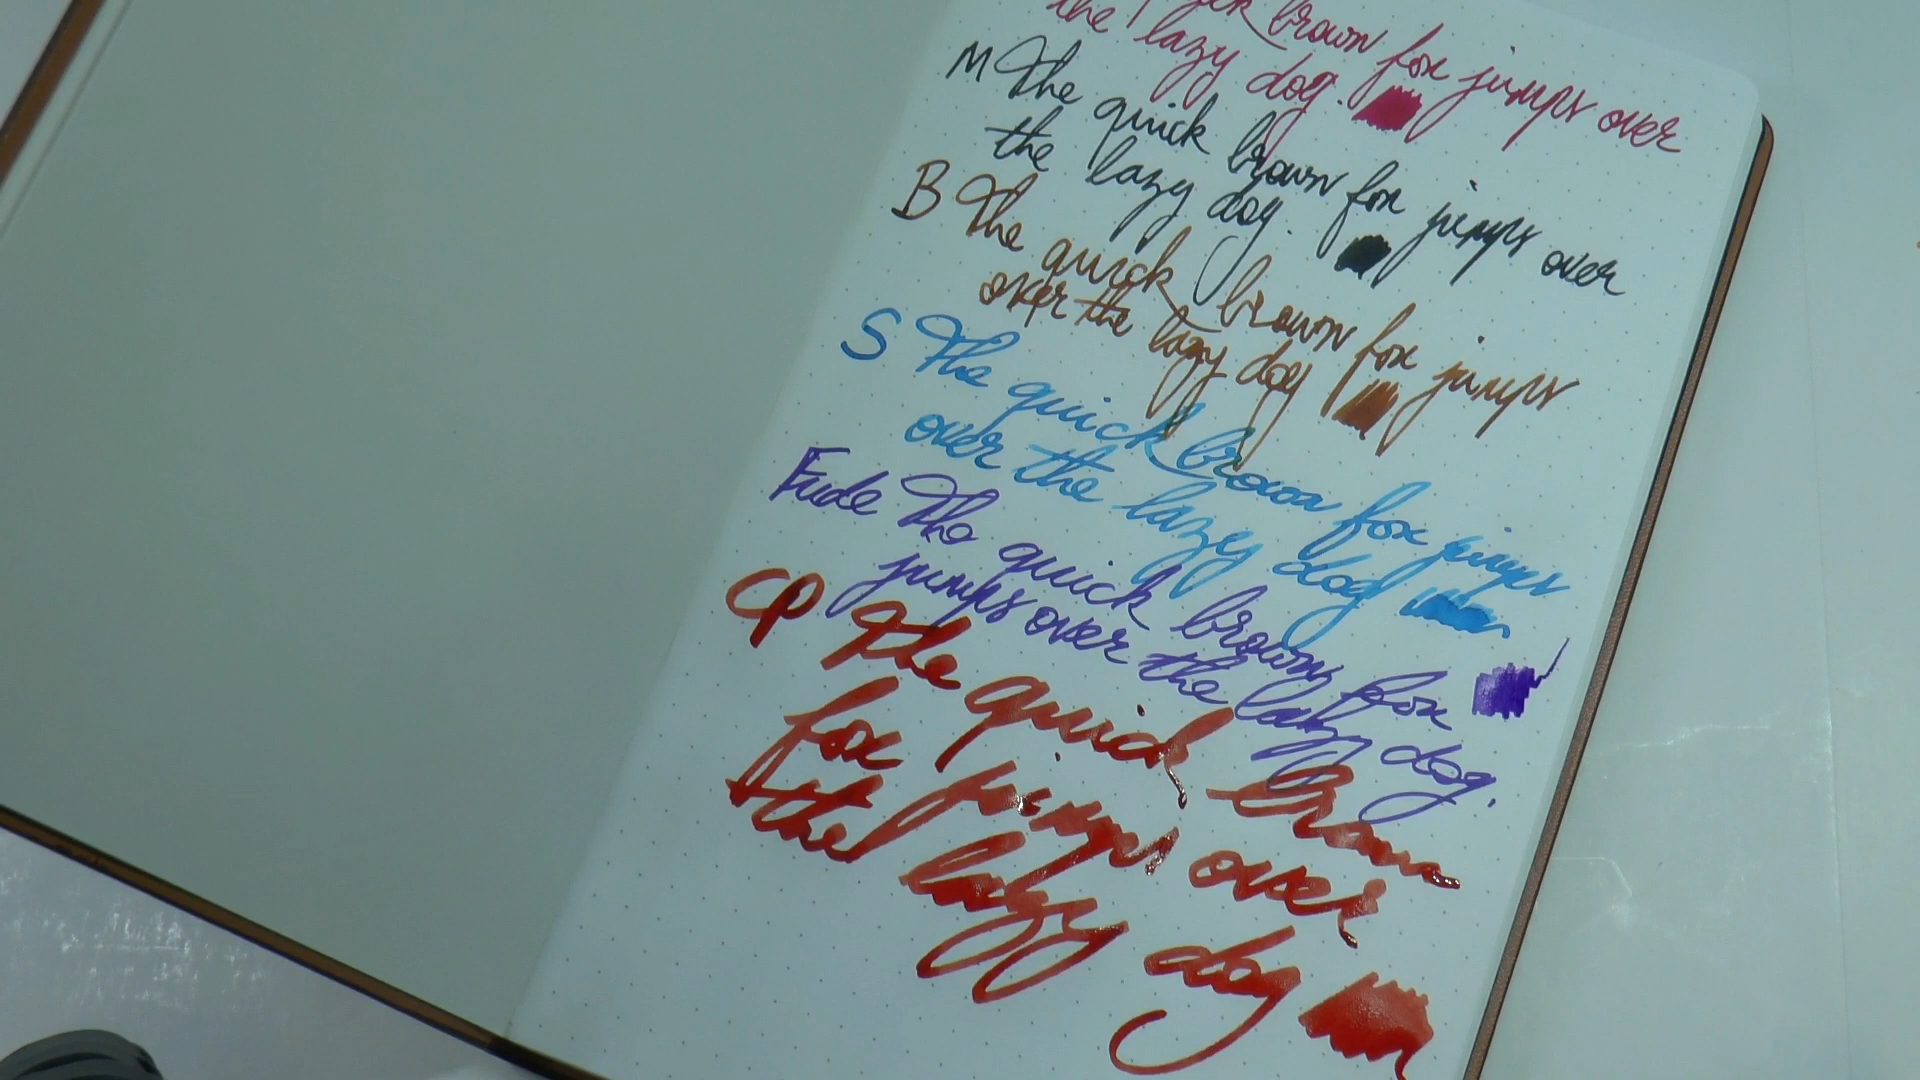 brown fox jumps over
the lazy dog.
M The quick brown fox jumps over
the lazy dog.
B The quick brown fox jumps
over the lazy dog
S The quick brown fox jumps
over the lazy dog
Fude The quick brown fox
jumps over the lazy dog.
CP The quick brown
fox jumps over
the lazy dog